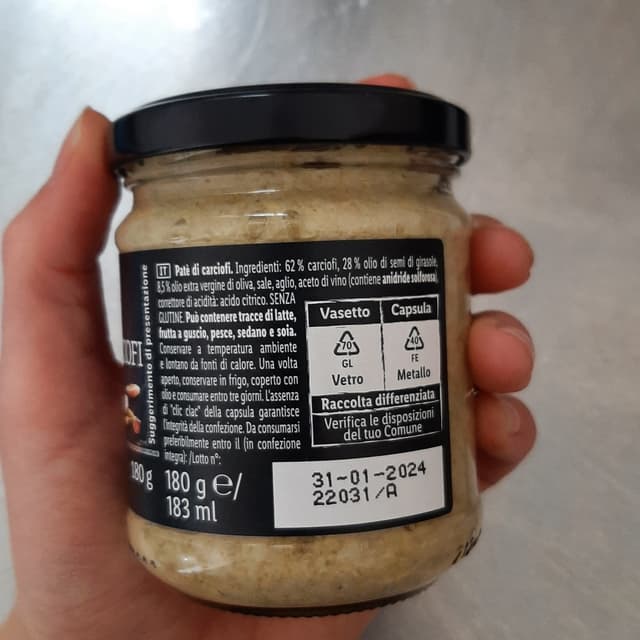 Suggerimento di presentazione
IT Patè di carciofi. Ingredienti: 62% carciofi, 28% olio di semi di girasole,
8,5% olio extra vergine di oliva, sale, aglio, aceto di vino (contiene anidride solforosa),
correttore di acidità: acido citrico. SENZA
GLUTINE. Può contenere tracce di latte,
frutta a guscio, pesce, sedano e soia.
Conservare a temperatura ambiente
e lontano da fonti di calore. Una volta
aperto, conservare in frigo, coperto con
olio e consumare entro tre giorni. L'assenza
di "clic clac" della capsula garantisce
l'integrità della confezione. Da consumarsi
preferibilmente entro il (in confezione
integra): /Lotto n°:
Vasetto Capsula
70 40
GL FE
Vetro Metallo
Raccolta differenziata
Verifica le disposizioni
del tuo Comune
180 g
180 g e/
183 ml
31-01-2024
22031/A